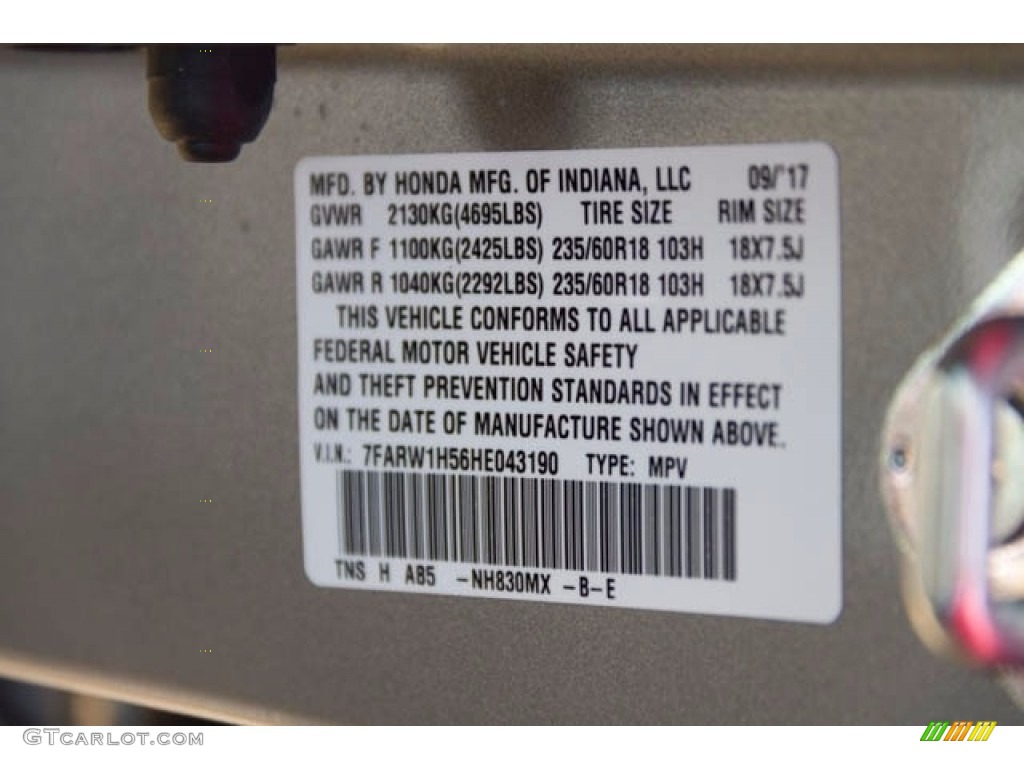 MFD. BY HONDA MFG. OF INDIANA, LLC 09/'17
GVWR 2130KG(4695LBS) TIRE SIZE RIM SIZE
GAWR F 1100KG(2425LBS) 235/60R18 103H 18X7.5J
GAWR R 1040KG(2292LBS) 235/60R18 103H 18X7.5J
THIS VEHICLE CONFORMS TO ALL APPLICABLE
FEDERAL MOTOR VEHICLE SAFETY
AND THEFT PREVENTION STANDARDS IN EFFECT
ON THE DATE OF MANUFACTURE SHOWN ABOVE.
V.I.N.: 7FARW1H56HE043190 TYPE: MPV
TNS H AB5 -NH830MX -B-E
GTCARLOT.COM